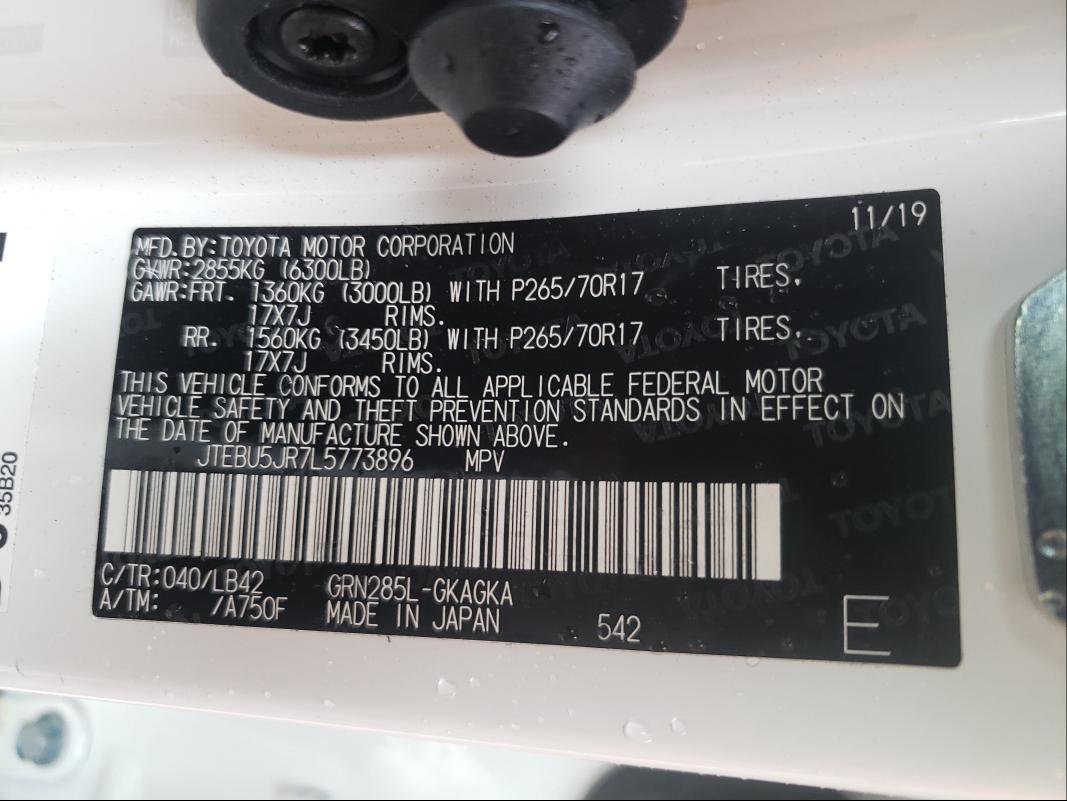 11/19
MFD.BY:TOYOTA MOTOR CORPORATION
GVWR:2855KG (6300LB)
GAWR:FRT. 1360KG (3000LB) WITH P265/70R17 TIRES,
17X7J RIMS.
RR. 1560KG (3450LB) WITH P265/70R17 TIRES,
17X7J RIMS.
THIS VEHICLE CONFORMS TO ALL APPLICABLE FEDERAL MOTOR
VEHICLE SAFETY AND THEFT PREVENTION STANDARDS IN EFFECT ON
THE DATE OF MANUFACTURE SHOWN ABOVE.
JTEBU5JR7L5773896 MPV
C/TR:040/LB42 GRN285L-GKAGKA
A/TM: /A750F MADE IN JAPAN 542 E
35B20